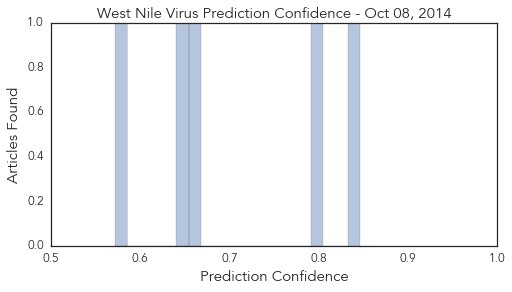 West Nile Virus Prediction Confidence - Oct 08, 2014
1.0
0.8
0.6
0.4
0.2
0.0
Articles Found
0.5 0.6 0.7 0.8 0.9 1.0
Prediction Confidence